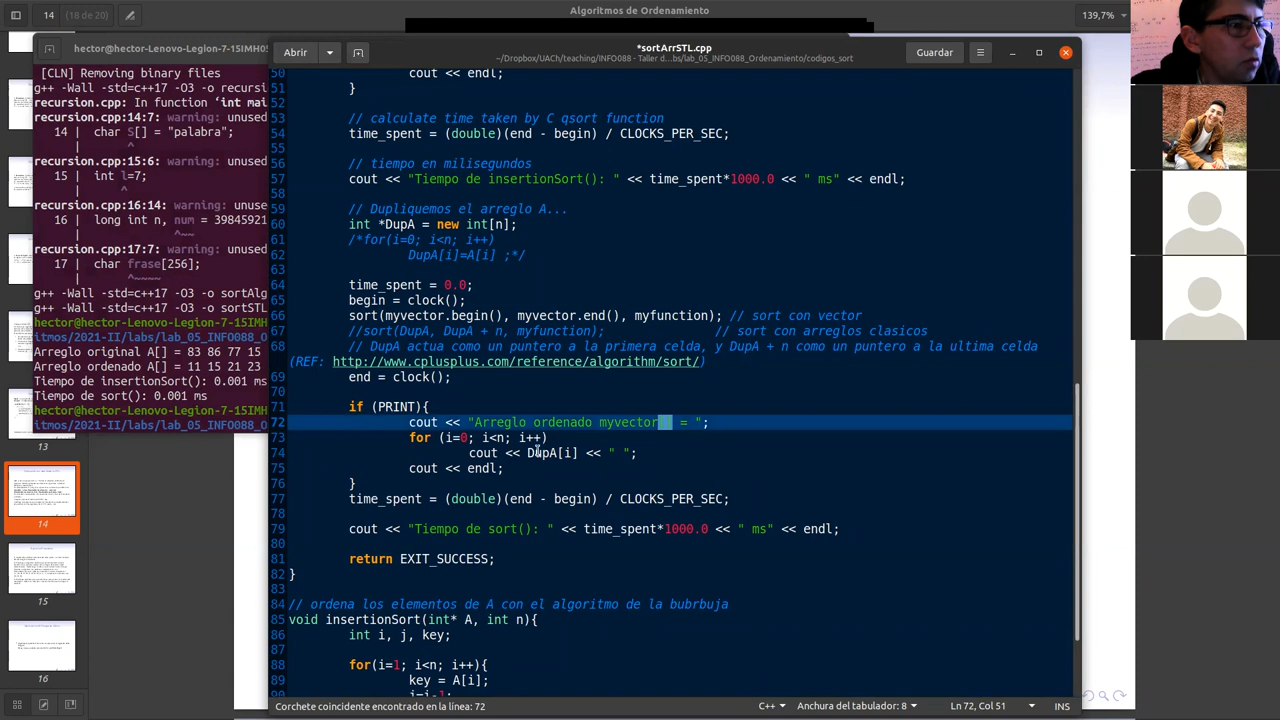 14
(18 de 20)
Algoritmos de Ordenamiento
139,7%
hector@hector-Lenovo-Legion-7-15IMH05
[CLN] Removing binary files
g++ -Wall -std=c++17 -O3 -o recursi
recursion.cpp: In function ‘int mai
recursion.cpp:14:7: warning: unused
14 | char S[] = "palabra";
| ^
recursion.cpp:15:6: warning: unused
15 | int l=7;
| ^
recursion.cpp:16:14: warning: unused
16 | long int n, num = 39845921
| ^~~
recursion.cpp:17:7: warning: unused
17 | char frase[256];
| ^~~~~
g++ -Wall -std=c++17 -O3 -o sortAlg
g++ -Wall -std=c++17 -O3 -o sortSTL
hector@hector-Lenovo-Legion-7-15IMH
itmos/2021-II/labs/lab_05_INFO088_O
Arreglo original A[] = 33 86 77 15
Arreglo ordenado A[] = 11 15 21 23
Tiempo de insertionSort(): 0.001 ms
Tiempo de sort(): 0.001 ms
hector@hector-Lenovo-Legion-7-15IMH
itmos/2021-II/labs/lab_05_INFO088_O
13
14
15
16
Abrir
*sortArrSTL.cpp
~/Dropbox/UACh/teaching/INFO088 - Taller d…bs/lab_05_INFO088_Ordenamiento/codigos_sort
Guardar
50 cout << endl;
51 }
52
53 // calculate time taken by C qsort function
54 time_spent = (double)(end - begin) / CLOCKS_PER_SEC;
55
56 // tiempo en milisegundos
57 cout << "Tiempo de insertionSort(): " << time_spent*1000.0 << " ms" << endl;
58
59 // Dupliquemos el arreglo A...
60 int *DupA = new int[n];
61 /*for(i=0; i<n; i++)
62 DupA[i]=A[i] ;*/
63
64 time_spent = 0.0;
65 begin = clock();
66 sort(myvector.begin(), myvector.end(), myfunction); // sort con vector
67 //sort(DupA, DupA + n, myfunction); // sort con arreglos clasicos
68 // DupA actua como un puntero a la primera celda, y DupA + n como un puntero a la ultima celda
(REF: http://www.cplusplus.com/reference/algorithm/sort/)
69 end = clock();
70
71 if (PRINT){
72 cout << "Arreglo ordenado myvector[] = ";
73 for (i=0; i<n; i++)
74 cout << DupA[i] << " ";
75 cout << endl;
76 }
77 time_spent = (double)(end - begin) / CLOCKS_PER_SEC;
78
79 cout << "Tiempo de sort(): " << time_spent*1000.0 << " ms" << endl;
80
81 return EXIT_SUCCESS;
82 }
83
84 // ordena los elementos de A con el algoritmo de la bubrbuja
85 void insertionSort(int* A, int n){
86 int i, j, key;
87
88 for(i=1; i<n; i++){
89 key = A[i];
90 j=i-1;
Corchete coincidente encontrado en la línea: 72
C++
Anchura del tabulador: 8
Ln 72, Col 51
INS